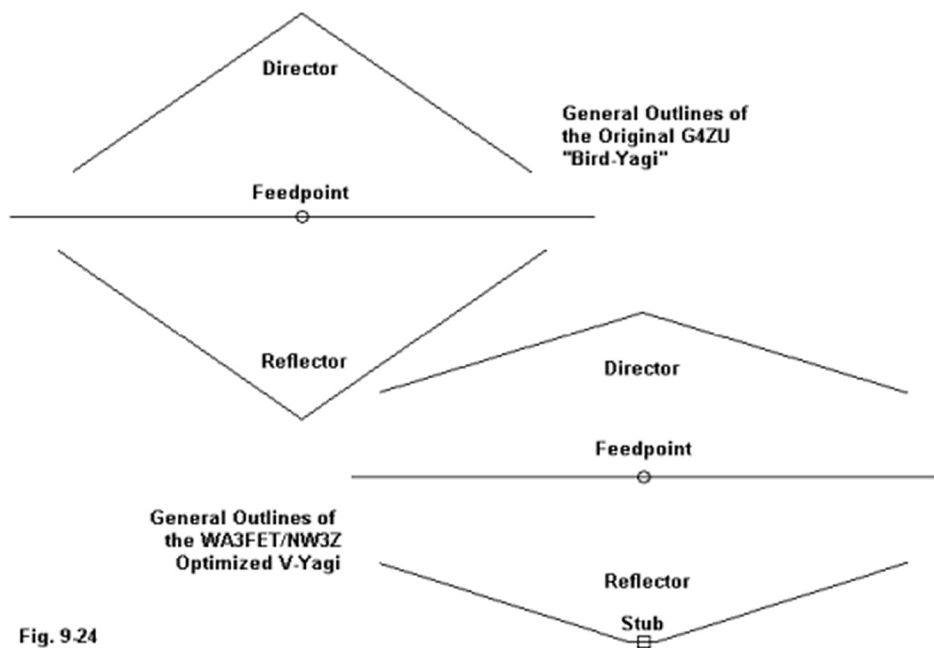 Director
General Outlines of
the Original G4ZU
"Bird-Yagi"
Feedpoint
Reflector
Director
Feedpoint
General Outlines of
the WA3FET/NW3Z
Optimized V-Yagi
Reflector
Stub
Fig. 9-24